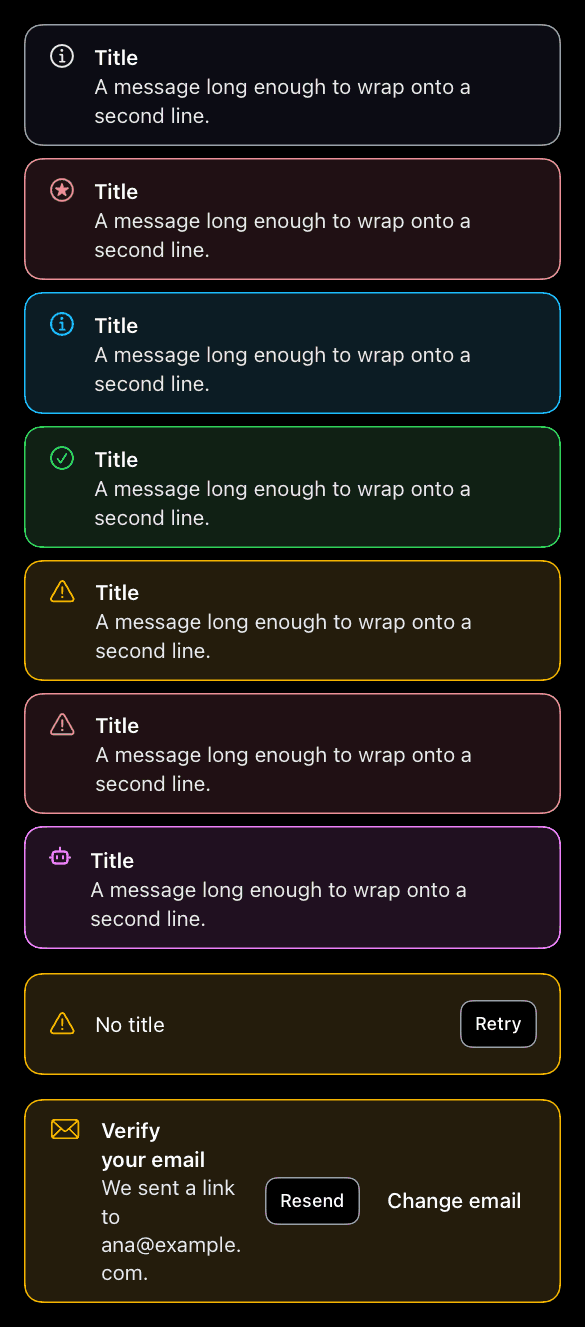 Title
A message long enough to wrap onto a
second line.
Title
A message long enough to wrap onto a
second line.
Title
A message long enough to wrap onto a
second line.
Title
A message long enough to wrap onto a
second line.
Title
A message long enough to wrap onto a
second line.
Title
A message long enough to wrap onto a
second line.
Title
A message long enough to wrap onto a
second line.
No title
Retry
Verify
your email
We sent a link
to
ana@example.
com.
Resend
Change email